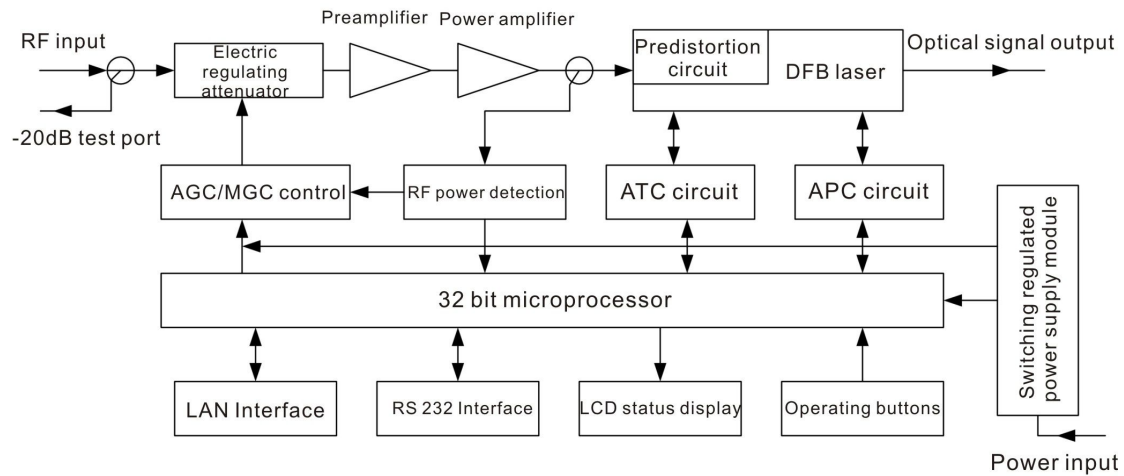 Preamplifier
Power amplifier
RF input
Electric
regulating
attenuator
Predistortion
circuit
DFB laser
Optical signal output
-20dB test port
AGC/MGC control
RF power detection
ATC circuit
APC circuit
Switching regulated
power supply module
32 bit microprocessor
LAN Interface
RS 232 Interface
LCD status display
Operating buttons
Power input